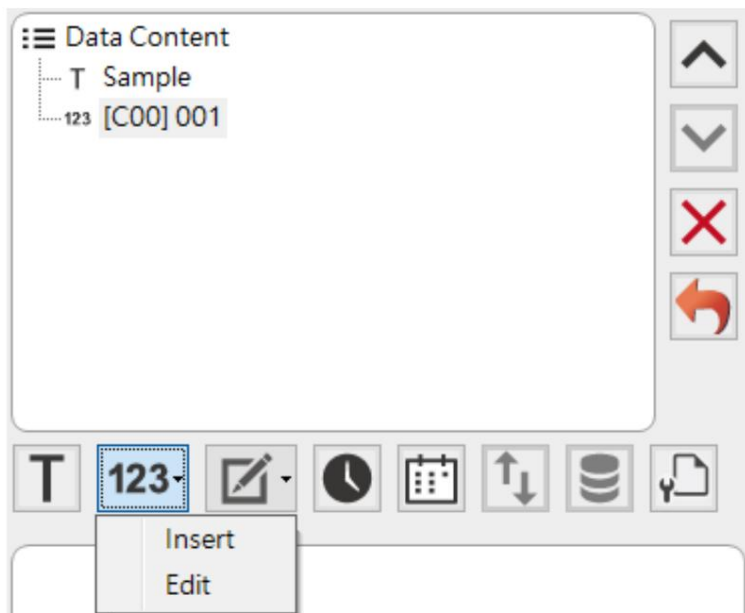 Data Content
T Sample
123 [C00] 001
T 123
Insert
Edit